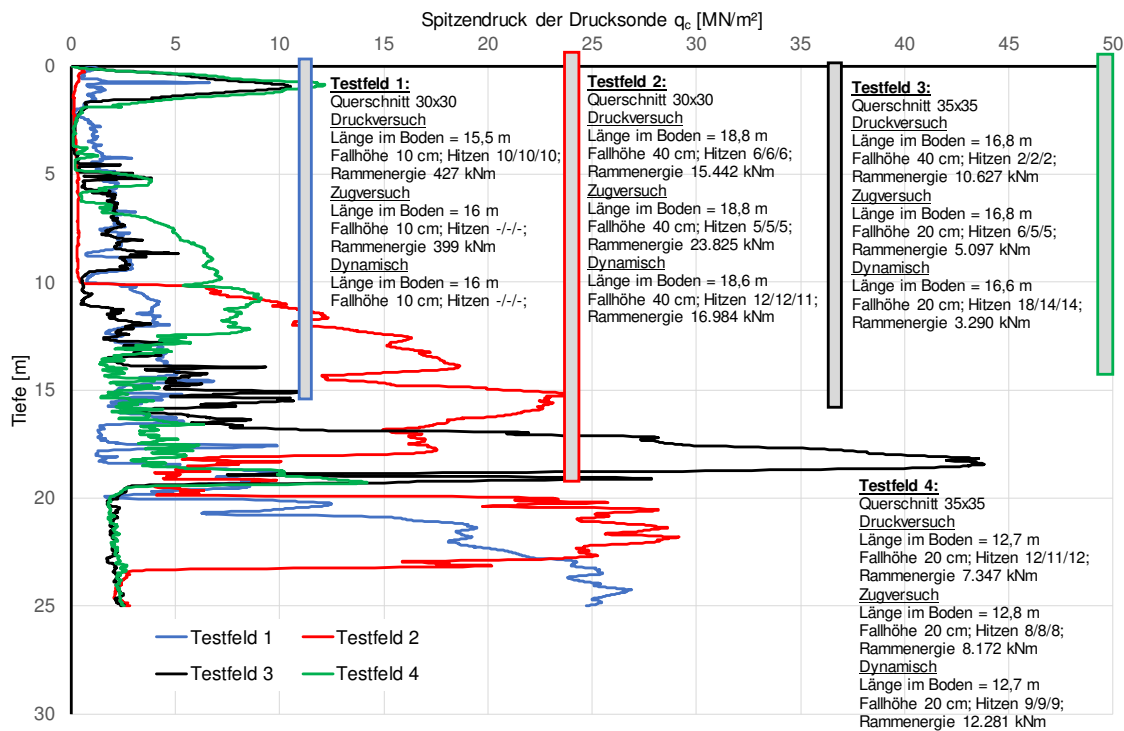 Spitzendruck der Drucksonde qc [MN/m²]
0 5 10 15 20 25 30 35 40 45 50
Tiefe [m]
0
5
10
15
20
25
30
Testfeld 1:
Querschnitt 30x30
Druckversuch
Länge im Boden = 15,5 m
Fallhöhe 10 cm; Hitzen 10/10/10;
Rammenergie 427 kNm
Zugversuch
Länge im Boden = 16 m
Fallhöhe 10 cm; Hitzen -/-/-;
Rammenergie 399 kNm
Dynamisch
Länge im Boden = 16 m
Fallhöhe 10 cm; Hitzen -/-/-;
Testfeld 2:
Querschnitt 30x30
Druckversuch
Länge im Boden = 18,8 m
Fallhöhe 40 cm; Hitzen 6/6/6;
Rammenergie 15.442 kNm
Zugversuch
Länge im Boden = 18,8 m
Fallhöhe 40 cm; Hitzen 5/5/5;
Rammenergie 23.825 kNm
Dynamisch
Länge im Boden = 18,6 m
Fallhöhe 40 cm; Hitzen 12/12/11;
Rammenergie 16.984 kNm
Testfeld 3:
Querschnitt 35x35
Druckversuch
Länge im Boden = 16,8 m
Fallhöhe 40 cm; Hitzen 2/2/2;
Rammenergie 10.627 kNm
Zugversuch
Länge im Boden = 16,8 m
Fallhöhe 20 cm; Hitzen 6/5/5;
Rammenergie 5.097 kNm
Dynamisch
Länge im Boden = 16,6 m
Fallhöhe 20 cm; Hitzen 18/14/14;
Rammenergie 3.290 kNm
Testfeld 4:
Querschnitt 35x35
Druckversuch
Länge im Boden = 12,7 m
Fallhöhe 20 cm; Hitzen 12/11/12;
Rammenergie 7.347 kNm
Zugversuch
Länge im Boden = 12,8 m
Fallhöhe 20 cm; Hitzen 8/8/8;
Rammenergie 8.172 kNm
Dynamisch
Länge im Boden = 12,7 m
Fallhöhe 20 cm; Hitzen 9/9/9;
Rammenergie 12.281 kNm
Testfeld 1 Testfeld 2
Testfeld 3 Testfeld 4